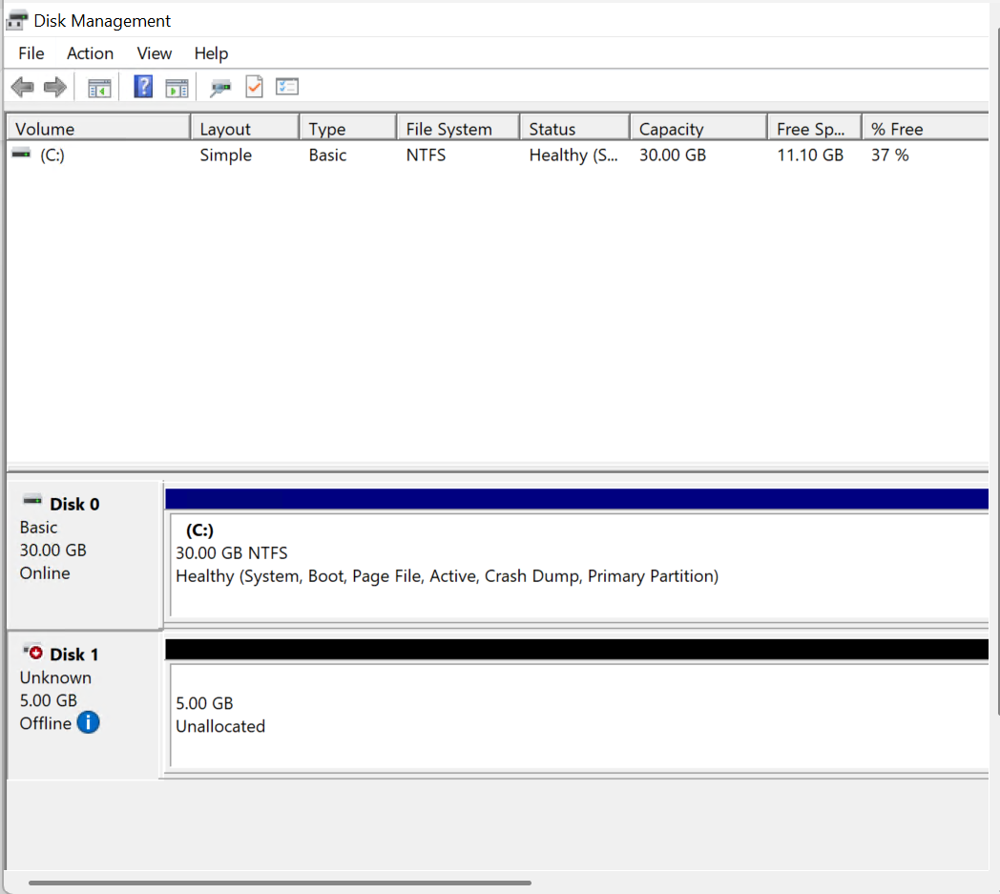 Disk Management
File Action View Help
Volume Layout Type File System Status Capacity Free Sp... % Free
(C:) Simple Basic NTFS Healthy (S... 30.00 GB 11.10 GB 37 %
Disk 0
Basic
30.00 GB
Online
(C:)
30.00 GB NTFS
Healthy (System, Boot, Page File, Active, Crash Dump, Primary Partition)
Disk 1
Unknown
5.00 GB
Offline
5.00 GB
Unallocated